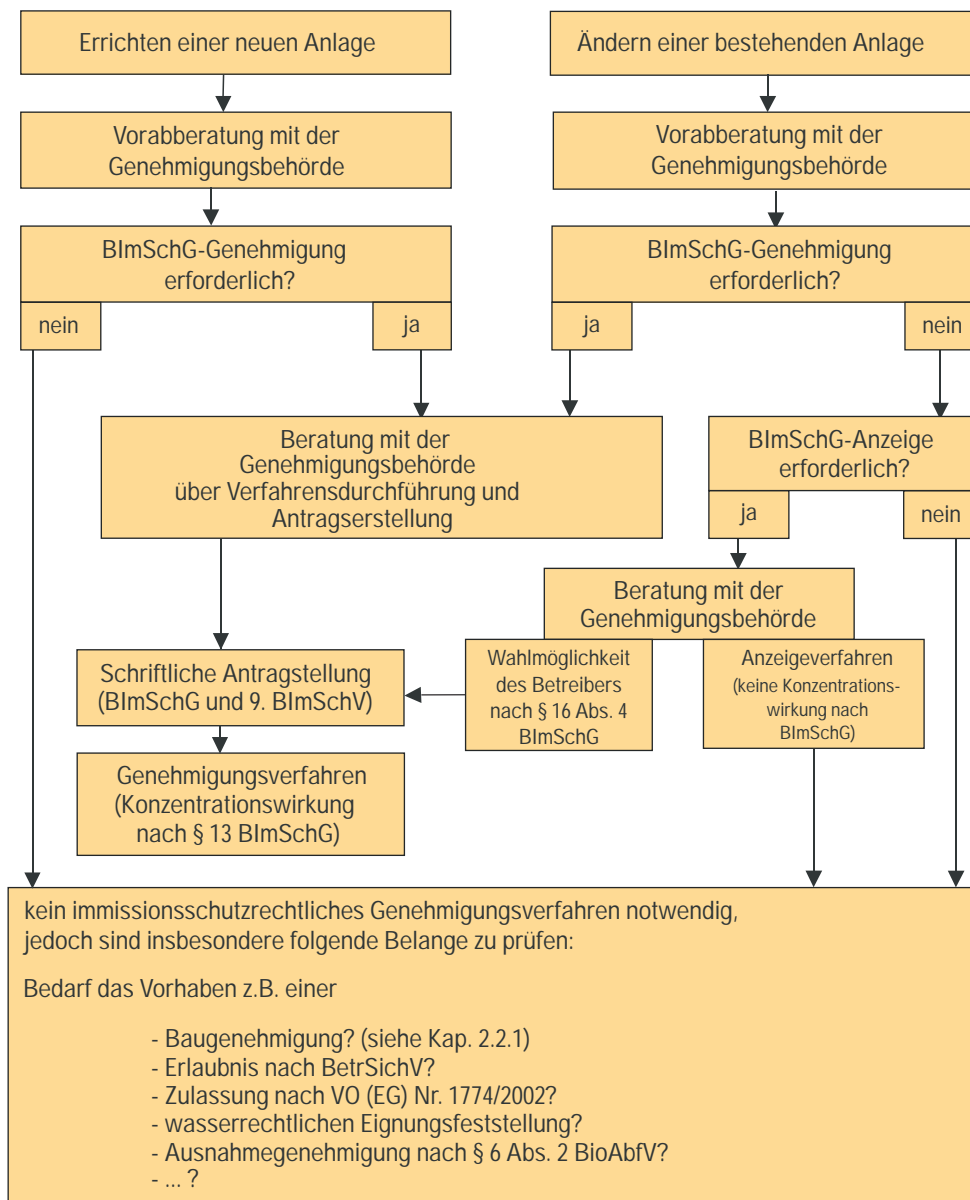 Errichten einer neuen Anlage
Ändern einer bestehenden Anlage
Vorabberatung mit der
Genehmigungsbehörde
Vorabberatung mit der
Genehmigungsbehörde
BImSchG-Genehmigung
erforderlich?
nein
ja
BImSchG-Genehmigung
erforderlich?
ja
nein
Beratung mit der
Genehmigungsbehörde
über Verfahrensdurchführung und
Antragserstellung
BImSchG-Anzeige
erforderlich?
ja
nein
Beratung mit der
Genehmigungsbehörde
Schriftliche Antragstellung
(BImSchG und 9. BImSchV)
Wahlmöglichkeit
des Betreibers
nach § 16 Abs. 4
BImSchG
Anzeigeverfahren
(keine Konzentrations-
wirkung nach
BImSchG)
Genehmigungsverfahren
(Konzentrationswirkung
nach § 13 BImSchG)
kein immissionsschutzrechtliches Genehmigungsverfahren notwendig,
jedoch sind insbesondere folgende Belange zu prüfen:
Bedarf das Vorhaben z.B. einer
- Baugenehmigung? (siehe Kap. 2.2.1)
- Erlaubnis nach BetrSichV?
- Zulassung nach VO (EG) Nr. 1774/2002?
- wasserrechtlichen Eignungsfeststellung?
- Ausnahmegenehmigung nach § 6 Abs. 2 BioAbfV?
- ... ?